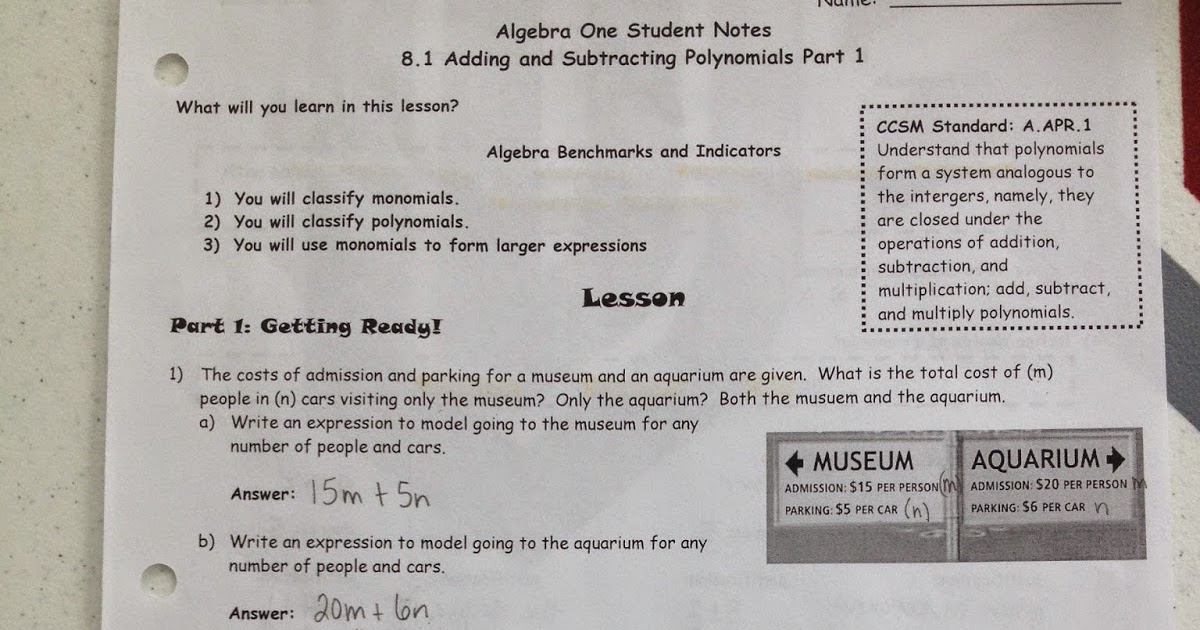 Name:
Algebra One Student Notes
8.1 Adding and Subtracting Polynomials Part 1
What will you learn in this lesson?
Algebra Benchmarks and Indicators
1) You will classify monomials.
2) You will classify polynomials.
3) You will use monomials to form larger expressions
CCSM Standard: A.APR.1
Understand that polynomials
form a system analogous to
the intergers, namely, they
are closed under the
operations of addition,
subtraction, and
multiplication; add, subtract,
and multiply polynomials.
Lesson
Part 1: Getting Ready!
1) The costs of admission and parking for a museum and an aquarium are given. What is the total cost of (m)
people in (n) cars visiting only the museum? Only the aquarium? Both the musuem and the aquarium.
a) Write an expression to model going to the museum for any
number of people and cars.
Answer: 15m + 5n
MUSEUM
ADMISSION: $15 PER PERSON (m)
PARKING: $5 PER CAR (n)
AQUARIUM
ADMISSION: $20 PER PERSON m
PARKING: $6 PER CAR n
b) Write an expression to model going to the aquarium for any
number of people and cars.
Answer: 20m + 6n